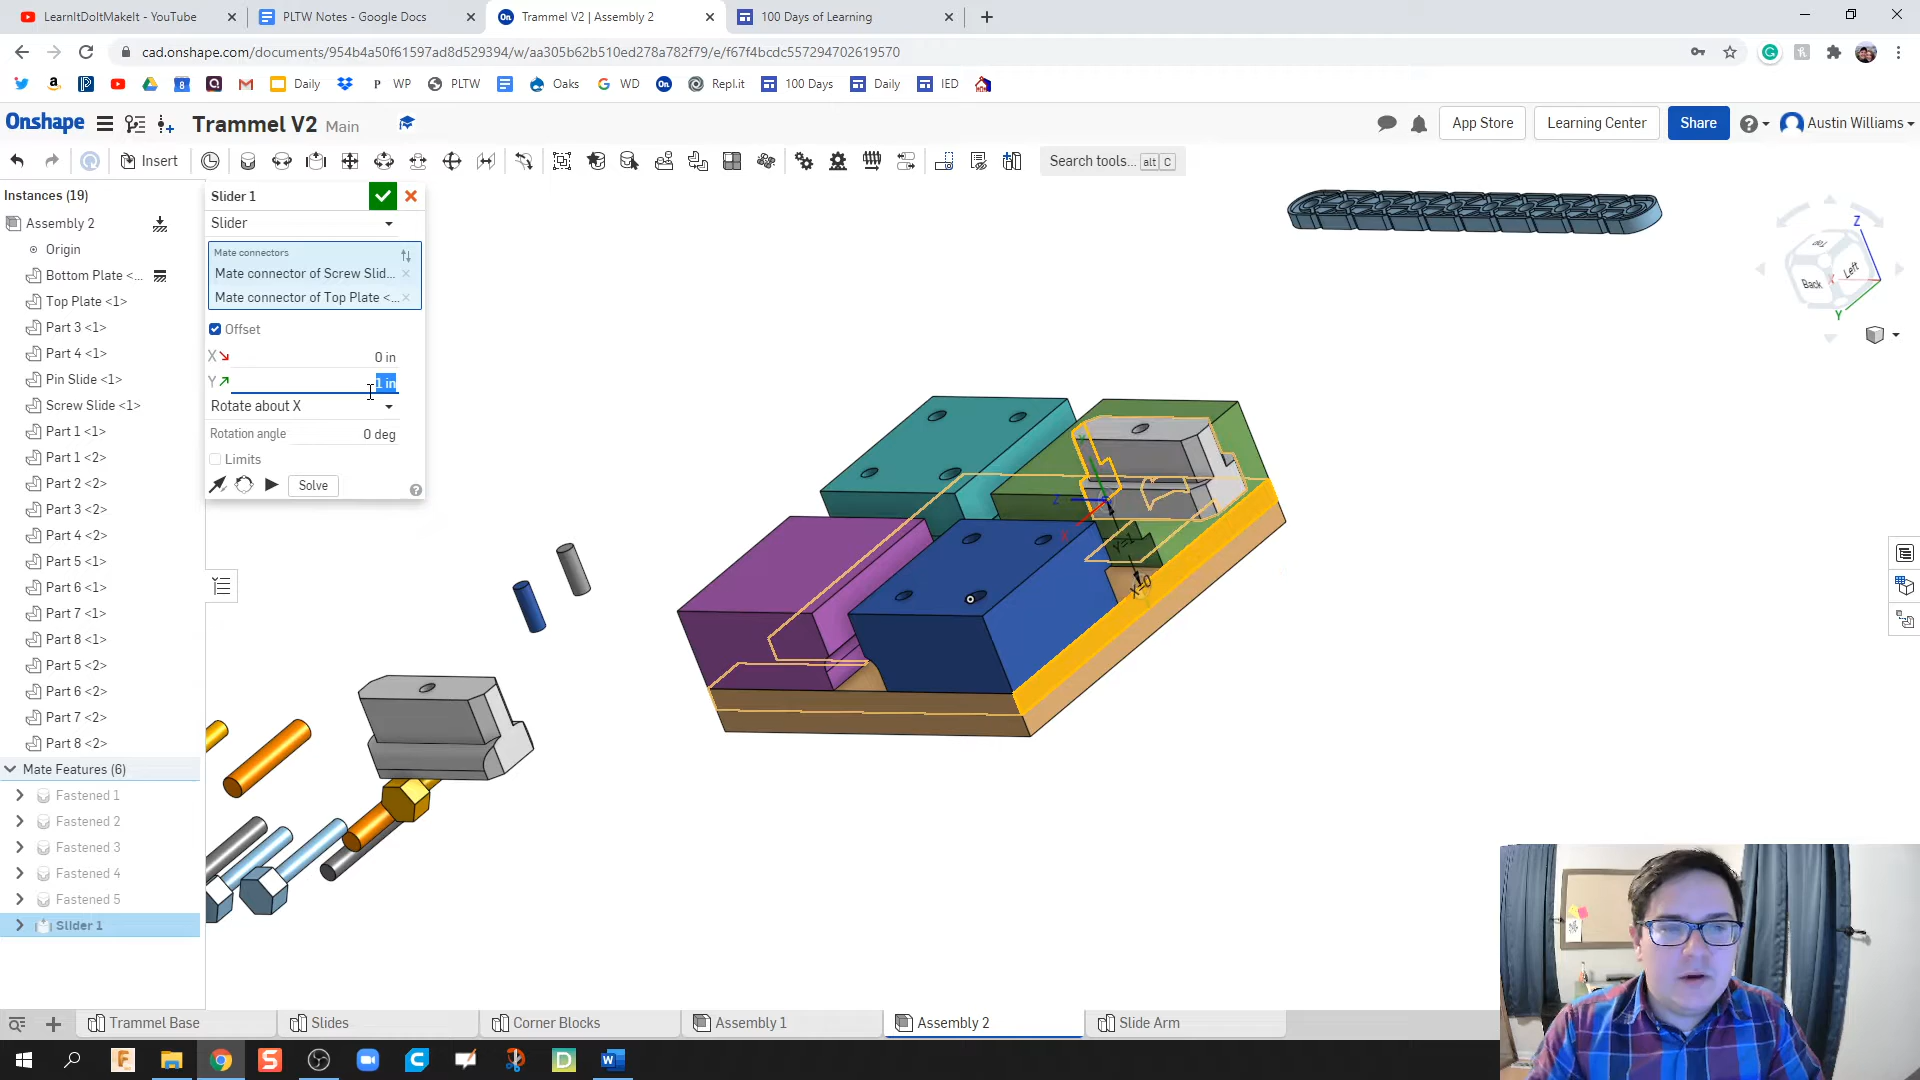 LearnItDoItMakeIt - YouTube
PLTW Notes - Google Docs
Trammel V2 | Assembly 2
100 Days of Learning
cad.onshape.com/documents/954b4a50f61597ad8d529394/w/aa305b62b510ed278a782f79/e/f67f4bcdc557294702619570
Daily
WP
PLTW
Oaks
WD
Repl.it
100 Days
Daily
IED
Onshape
Trammel V2 Main
App Store
Learning Center
Share
Austin Williams
Insert
Search tools... alt C
Instances (19)
Assembly 2
Origin
Bottom Plate <...
Top Plate <1>
Part 3 <1>
Part 4 <1>
Pin Slide <1>
Screw Slide <1>
Part 1 <1>
Part 1 <2>
Part 2 <2>
Part 3 <2>
Part 4 <2>
Part 5 <1>
Part 6 <1>
Part 7 <1>
Part 8 <1>
Part 5 <2>
Part 6 <2>
Part 7 <2>
Part 8 <2>
Mate Features (6)
Fastened 1
Fastened 2
Fastened 3
Fastened 4
Fastened 5
Slider 1
Slider 1
Slider
Mate connectors
Mate connector of Screw Slid...
Mate connector of Top Plate <...
Offset
X 0 in
Y 1 in
Rotate about X
Rotation angle 0 deg
Limits
Solve
Z
Y=1
X=0
Z
Top
Back
Left
X
Y
Trammel Base
Slides
Corner Blocks
Assembly 1
Assembly 2
Slide Arm